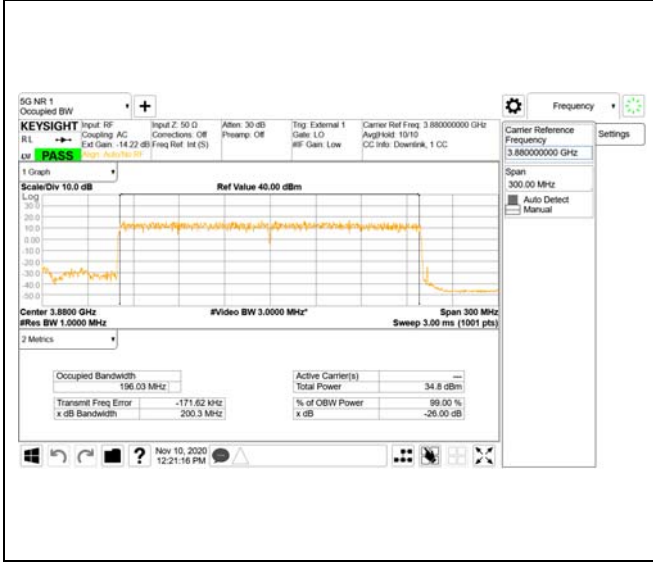 5G NR 1
Occupied BW
Frequency
KEYSIGHT
Input: RF
Input Z: 50 Ω
Atten: 30 dB
Trig: External 1
Carrier Ref Freq: 3.880000000 GHz
R L
Coupling: AC
Corrections: Off
Preamp: Off
Gate: LO
Avg|Hold: 10/10
Ext Gain: -14.22 dB
Freq Ref: Int (S)
#IF Gain: Low
CC Info: Downlink, 1 CC
PASS
Align: Auto/No RF
Carrier Reference
Frequency
3.880000000 GHz
Settings
Span
300.00 MHz
Auto Detect
Manual
1 Graph
Scale/Div 10.0 dB
Ref Value 40.00 dBm
Log
30.0
20.0
10.0
0.00
-10.0
-20.0
-30.0
-40.0
-50.0
Center 3.8800 GHz
#Video BW 3.0000 MHz*
Span 300 MHz
#Res BW 1.0000 MHz
Sweep 3.00 ms (1001 pts)
2 Metrics
Occupied Bandwidth
196.03 MHz
Active Carrier(s)
---
Total Power
34.8 dBm
Transmit Freq Error
-171.62 kHz
% of OBW Power
99.00 %
x dB Bandwidth
200.3 MHz
x dB
-26.00 dB
Nov 10, 2020
12:21:16 PM